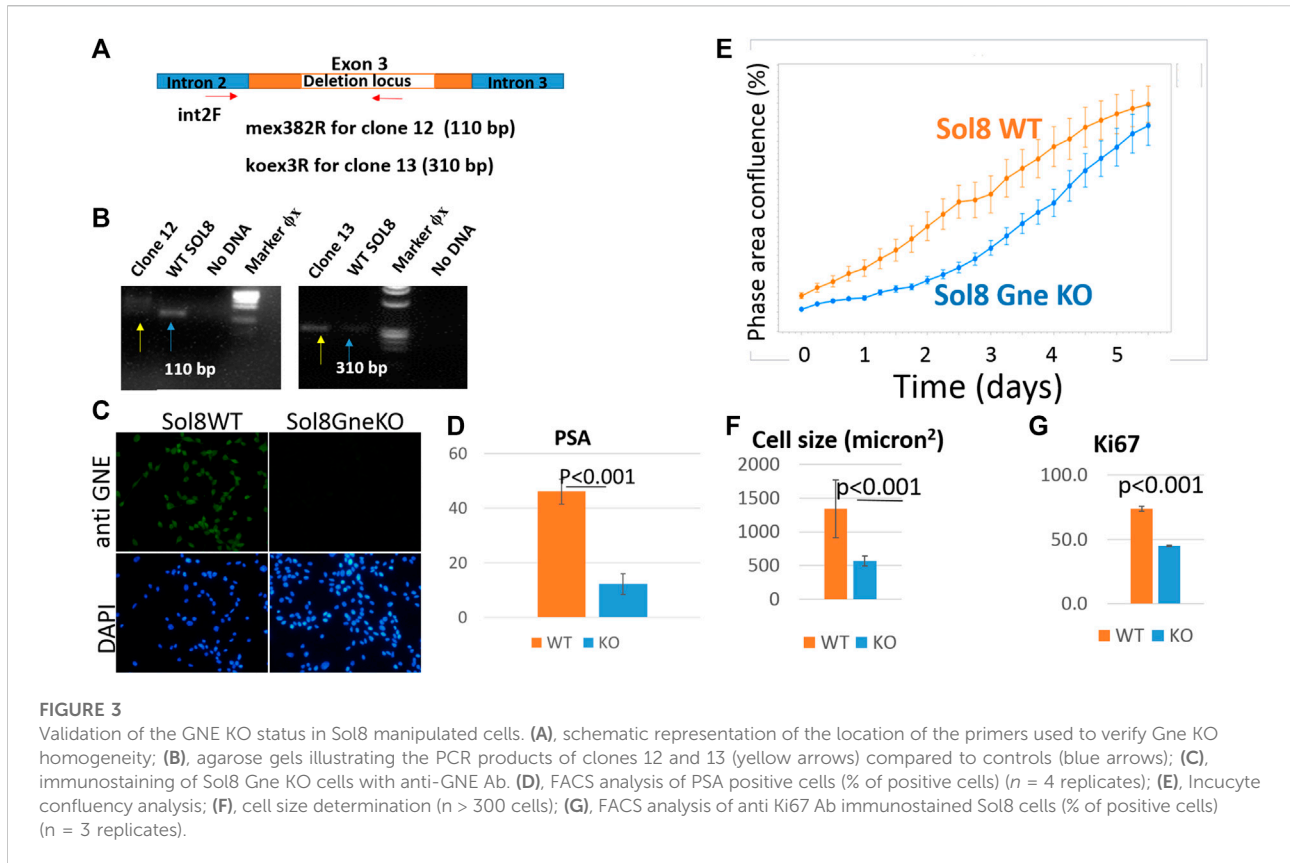 A
Exon 3
Intron 2
Deletion locus
Intron 3
int2F
mex382R for clone 12 (110 bp)
koex3R for clone 13 (310 bp)
B
Clone 12
WT SOL8
No DNA
Marker ϕx
Clone 13
WT SOL8
Marker ϕx
No DNA
110 bp
310 bp
C
Sol8WT
Sol8GneKO
anti GNE
DAPI
D
PSA
60
P<0.001
40
20
0
WT
KO
E
Phase area confluence (%)
Sol8 WT
Sol8 Gne KO
0 1 2 3 4 5
Time (days)
F
Cell size (micron²)
2000
p<0.001
1500
1000
500
0
WT KO
G
Ki67
100.0
p<0.001
50.0
0.0
WT KO
FIGURE 3
Validation of the GNE KO status in Sol8 manipulated cells. (A), schematic representation of the location of the primers used to verify Gne KO
homogeneity; (B), agarose gels illustrating the PCR products of clones 12 and 13 (yellow arrows) compared to controls (blue arrows); (C),
immunostaining of Sol8 Gne KO cells with anti-GNE Ab. (D), FACS analysis of PSA positive cells (% of positive cells) (n = 4 replicates); (E), Incucyte
confluency analysis; (F), cell size determination (n > 300 cells); (G), FACS analysis of anti Ki67 Ab immunostained Sol8 cells (% of positive cells)
(n = 3 replicates).